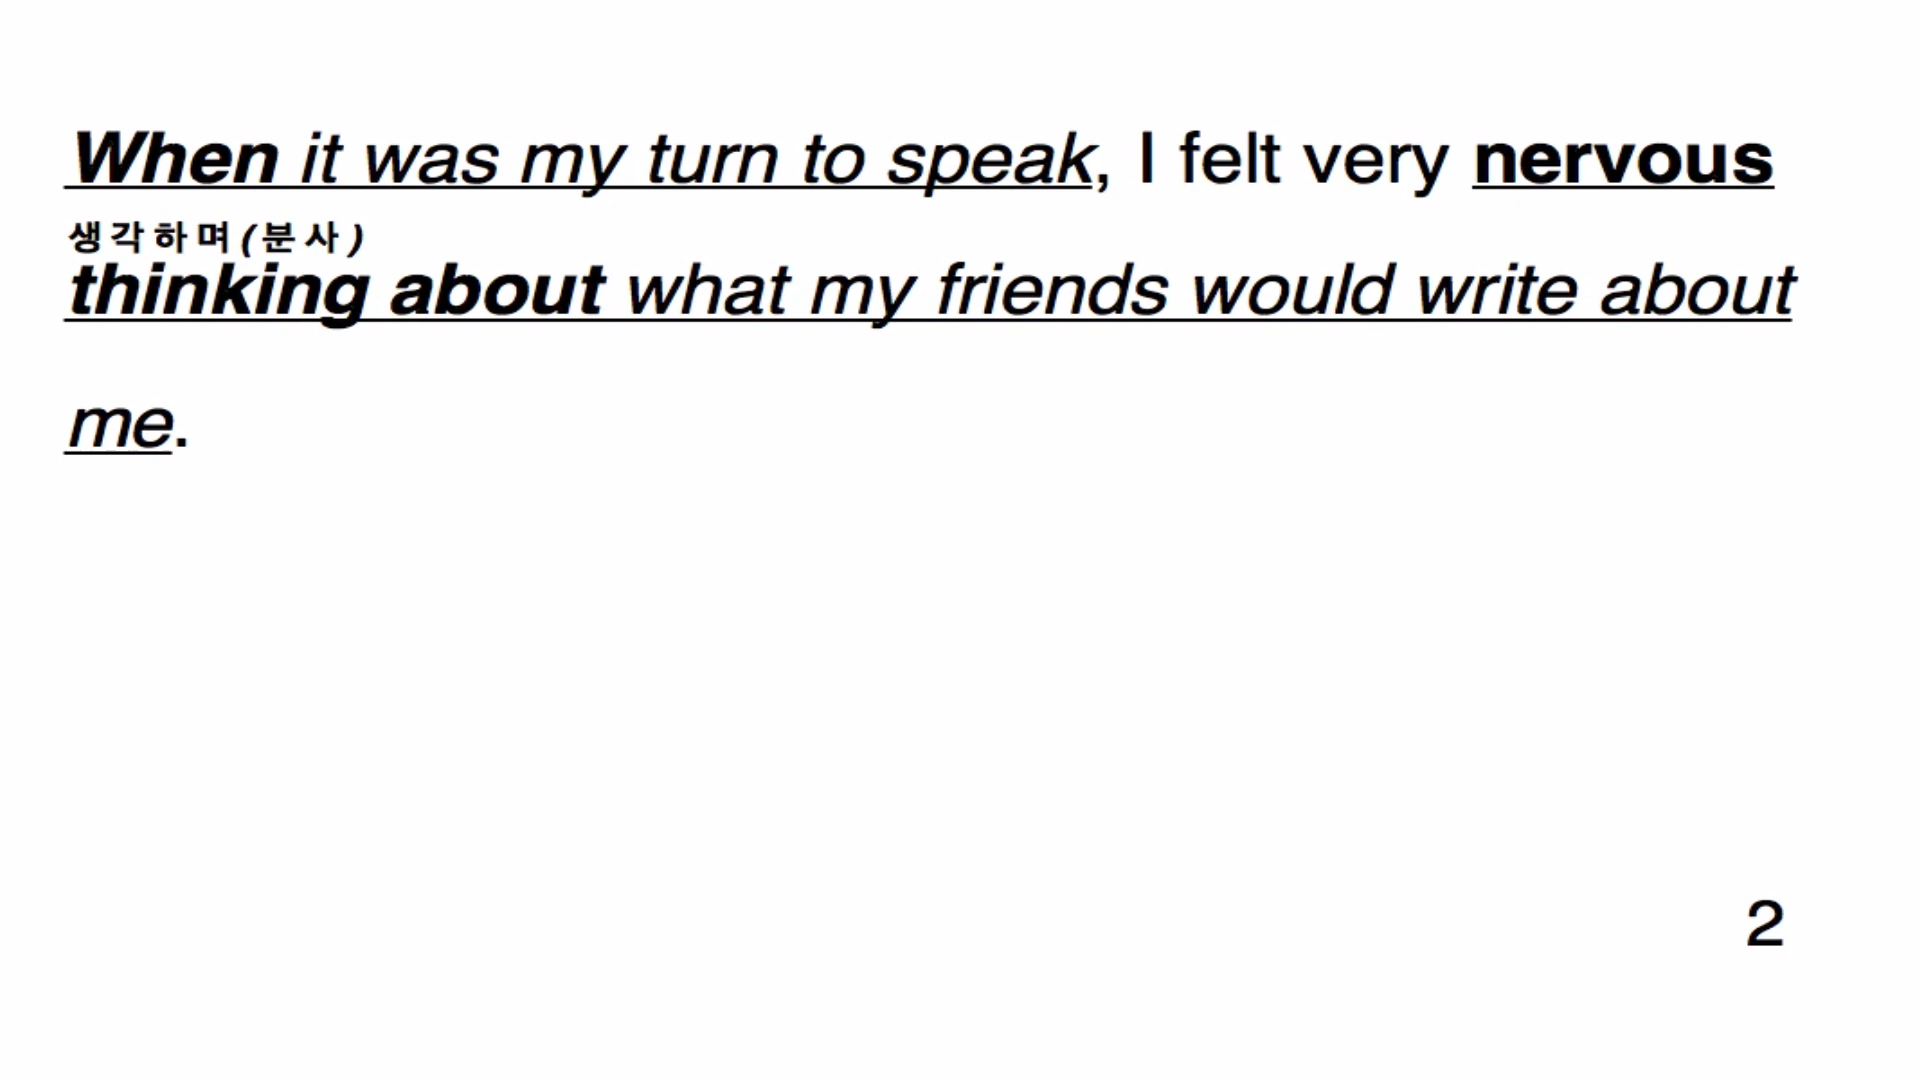 When it was my turn to speak, I felt very nervous
생각하며(분사)
thinking about what my friends would write about
me.
2